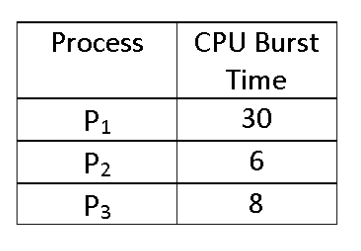 Process CPU Burst Time
P₁ 30
P₂ 6
P₃ 8